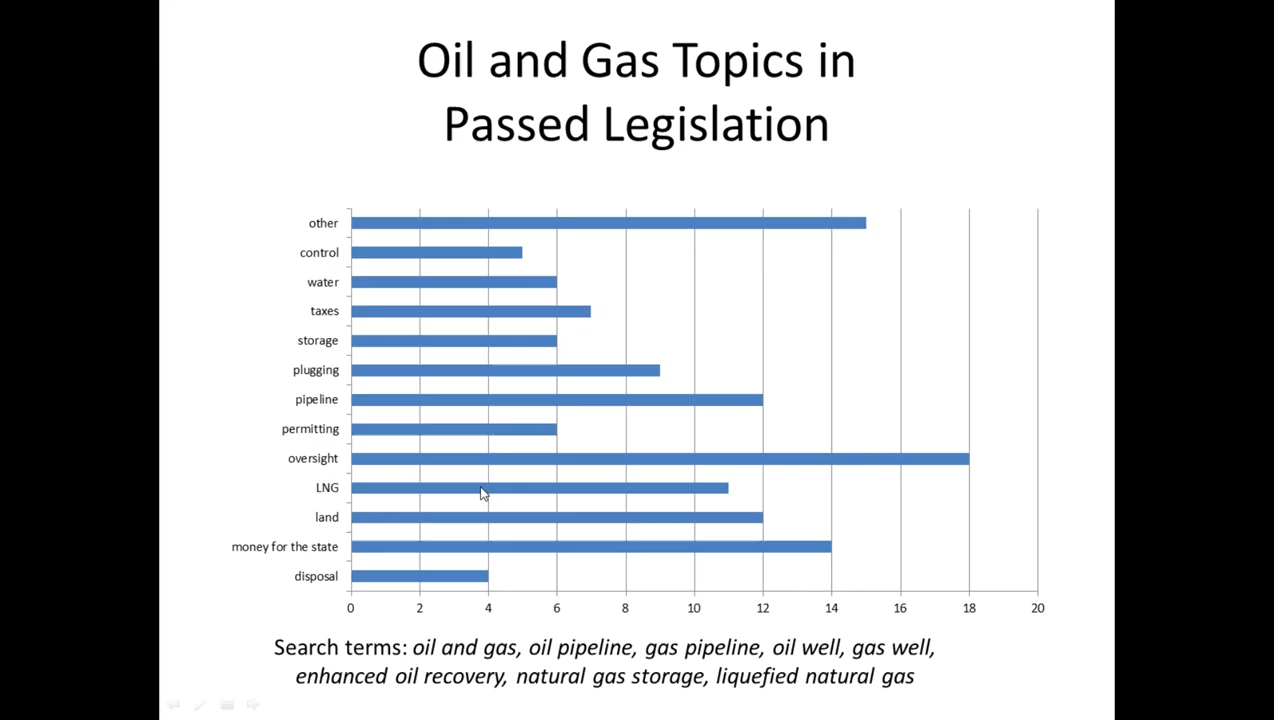 Oil and Gas Topics in
Passed Legislation
other
control
water
taxes
storage
plugging
pipeline
permitting
oversight
LNG
land
money for the state
disposal
0 2 4 6 8 10 12 14 16 18 20
Search terms: oil and gas, oil pipeline, gas pipeline, oil well, gas well,
enhanced oil recovery, natural gas storage, liquefied natural gas